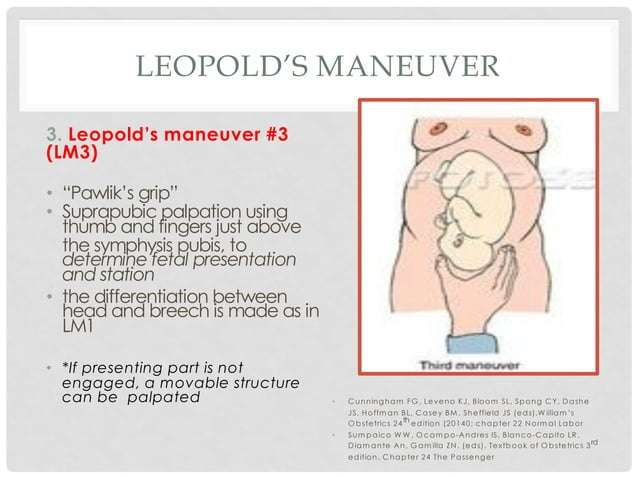 LEOPOLD'S MANEUVER
3. Leopold's maneuver #3
(LM3)
• "Pawlik's grip"
• Suprapubic palpation using
thumb and fingers just above
the symphysis pubis, to
determine fetal presentation
and station
• the differentiation between
head and breech is made as in
LM1
• *If presenting part is not
engaged, a movable structure
can be palpated
Third maneuver
• Cunningham FG, Leveno KJ, Bloom SL, Spong CY, Dashe
JS, Hoffman BL, Casey BM, Sheffield JS (eds).William's
Obstetrics 24th edition (20140; chapter 22 Normal Labor
• Sumpaico WW, Ocampo-Andres IS, Blanco-Capito LR,
Diamante An, Gamilla ZN. (eds). Textbook of Obstetrics 3rd
edition. Chapter 24 The Passenger